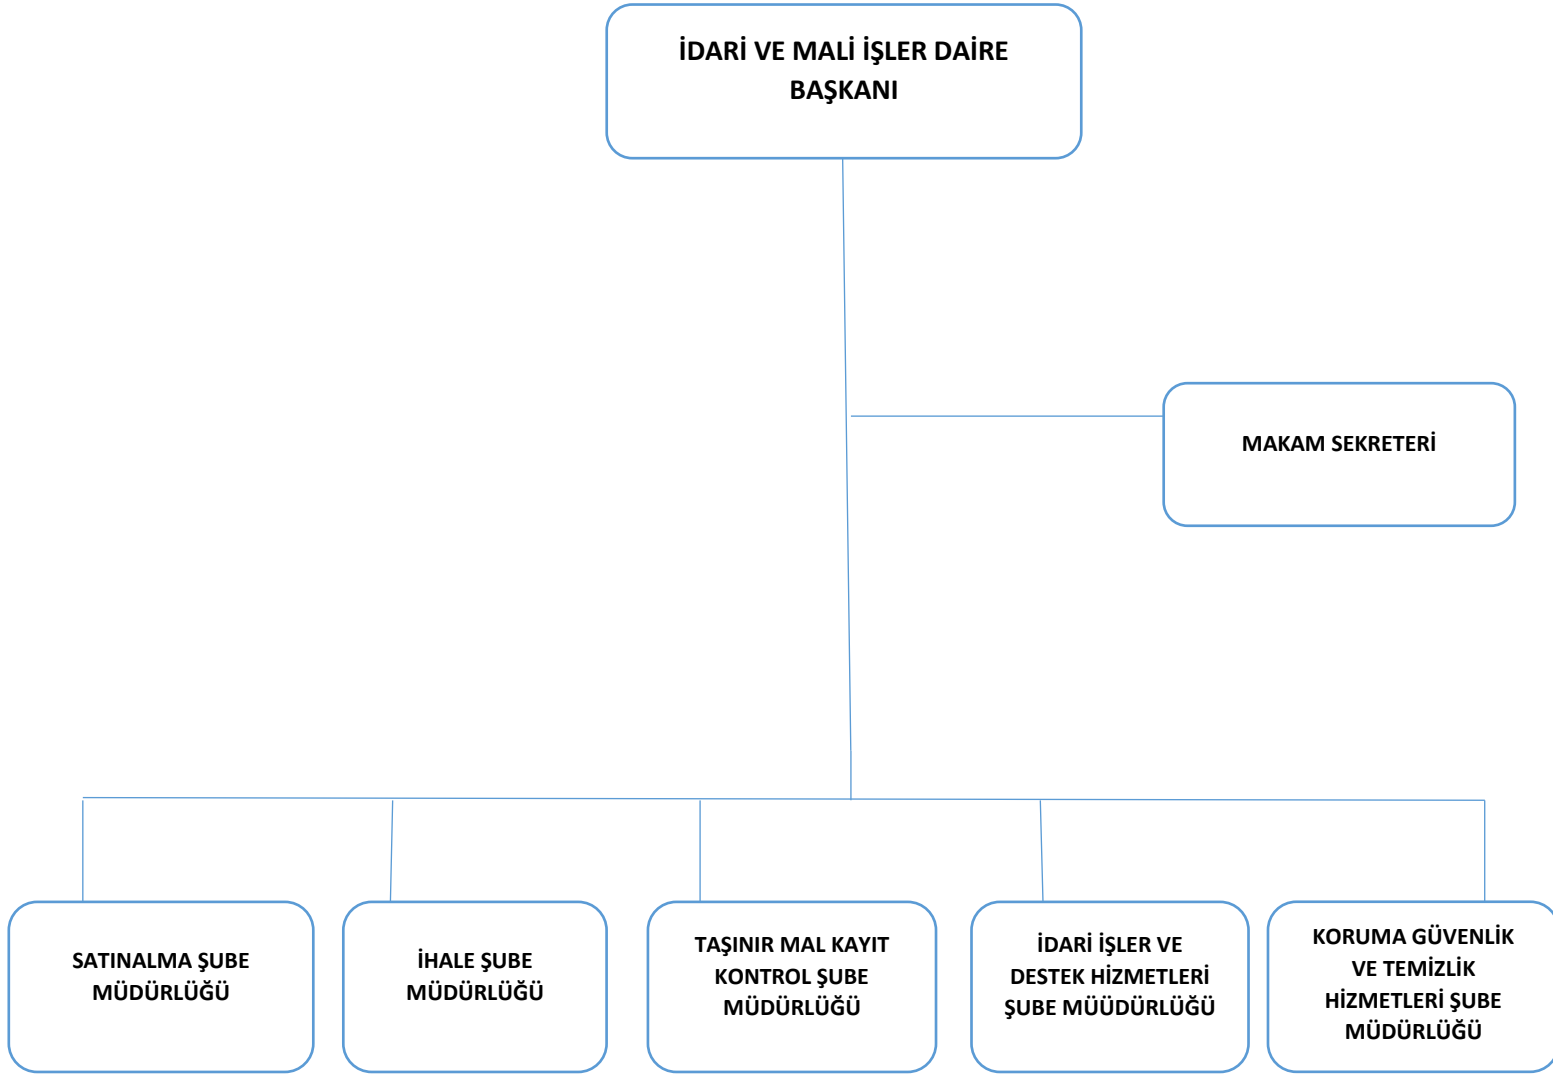 İDARİ VE MALİ İŞLER DAİRE
BAŞKANI
MAKAM SEKRETERİ
SATINALMA ŞUBE
MÜDÜRLÜĞÜ
İHALE ŞUBE
MÜDÜRLÜĞÜ
TAŞINIR MAL KAYIT
KONTROL ŞUBE
MÜDÜRLÜĞÜ
İDARİ İŞLER VE
DESTEK HİZMETLERİ
ŞUBE MÜÜDÜRLÜĞÜ
KORUMA GÜVENLİK
VE TEMİZLİK
HİZMETLERİ ŞUBE
MÜDÜRLÜĞÜ